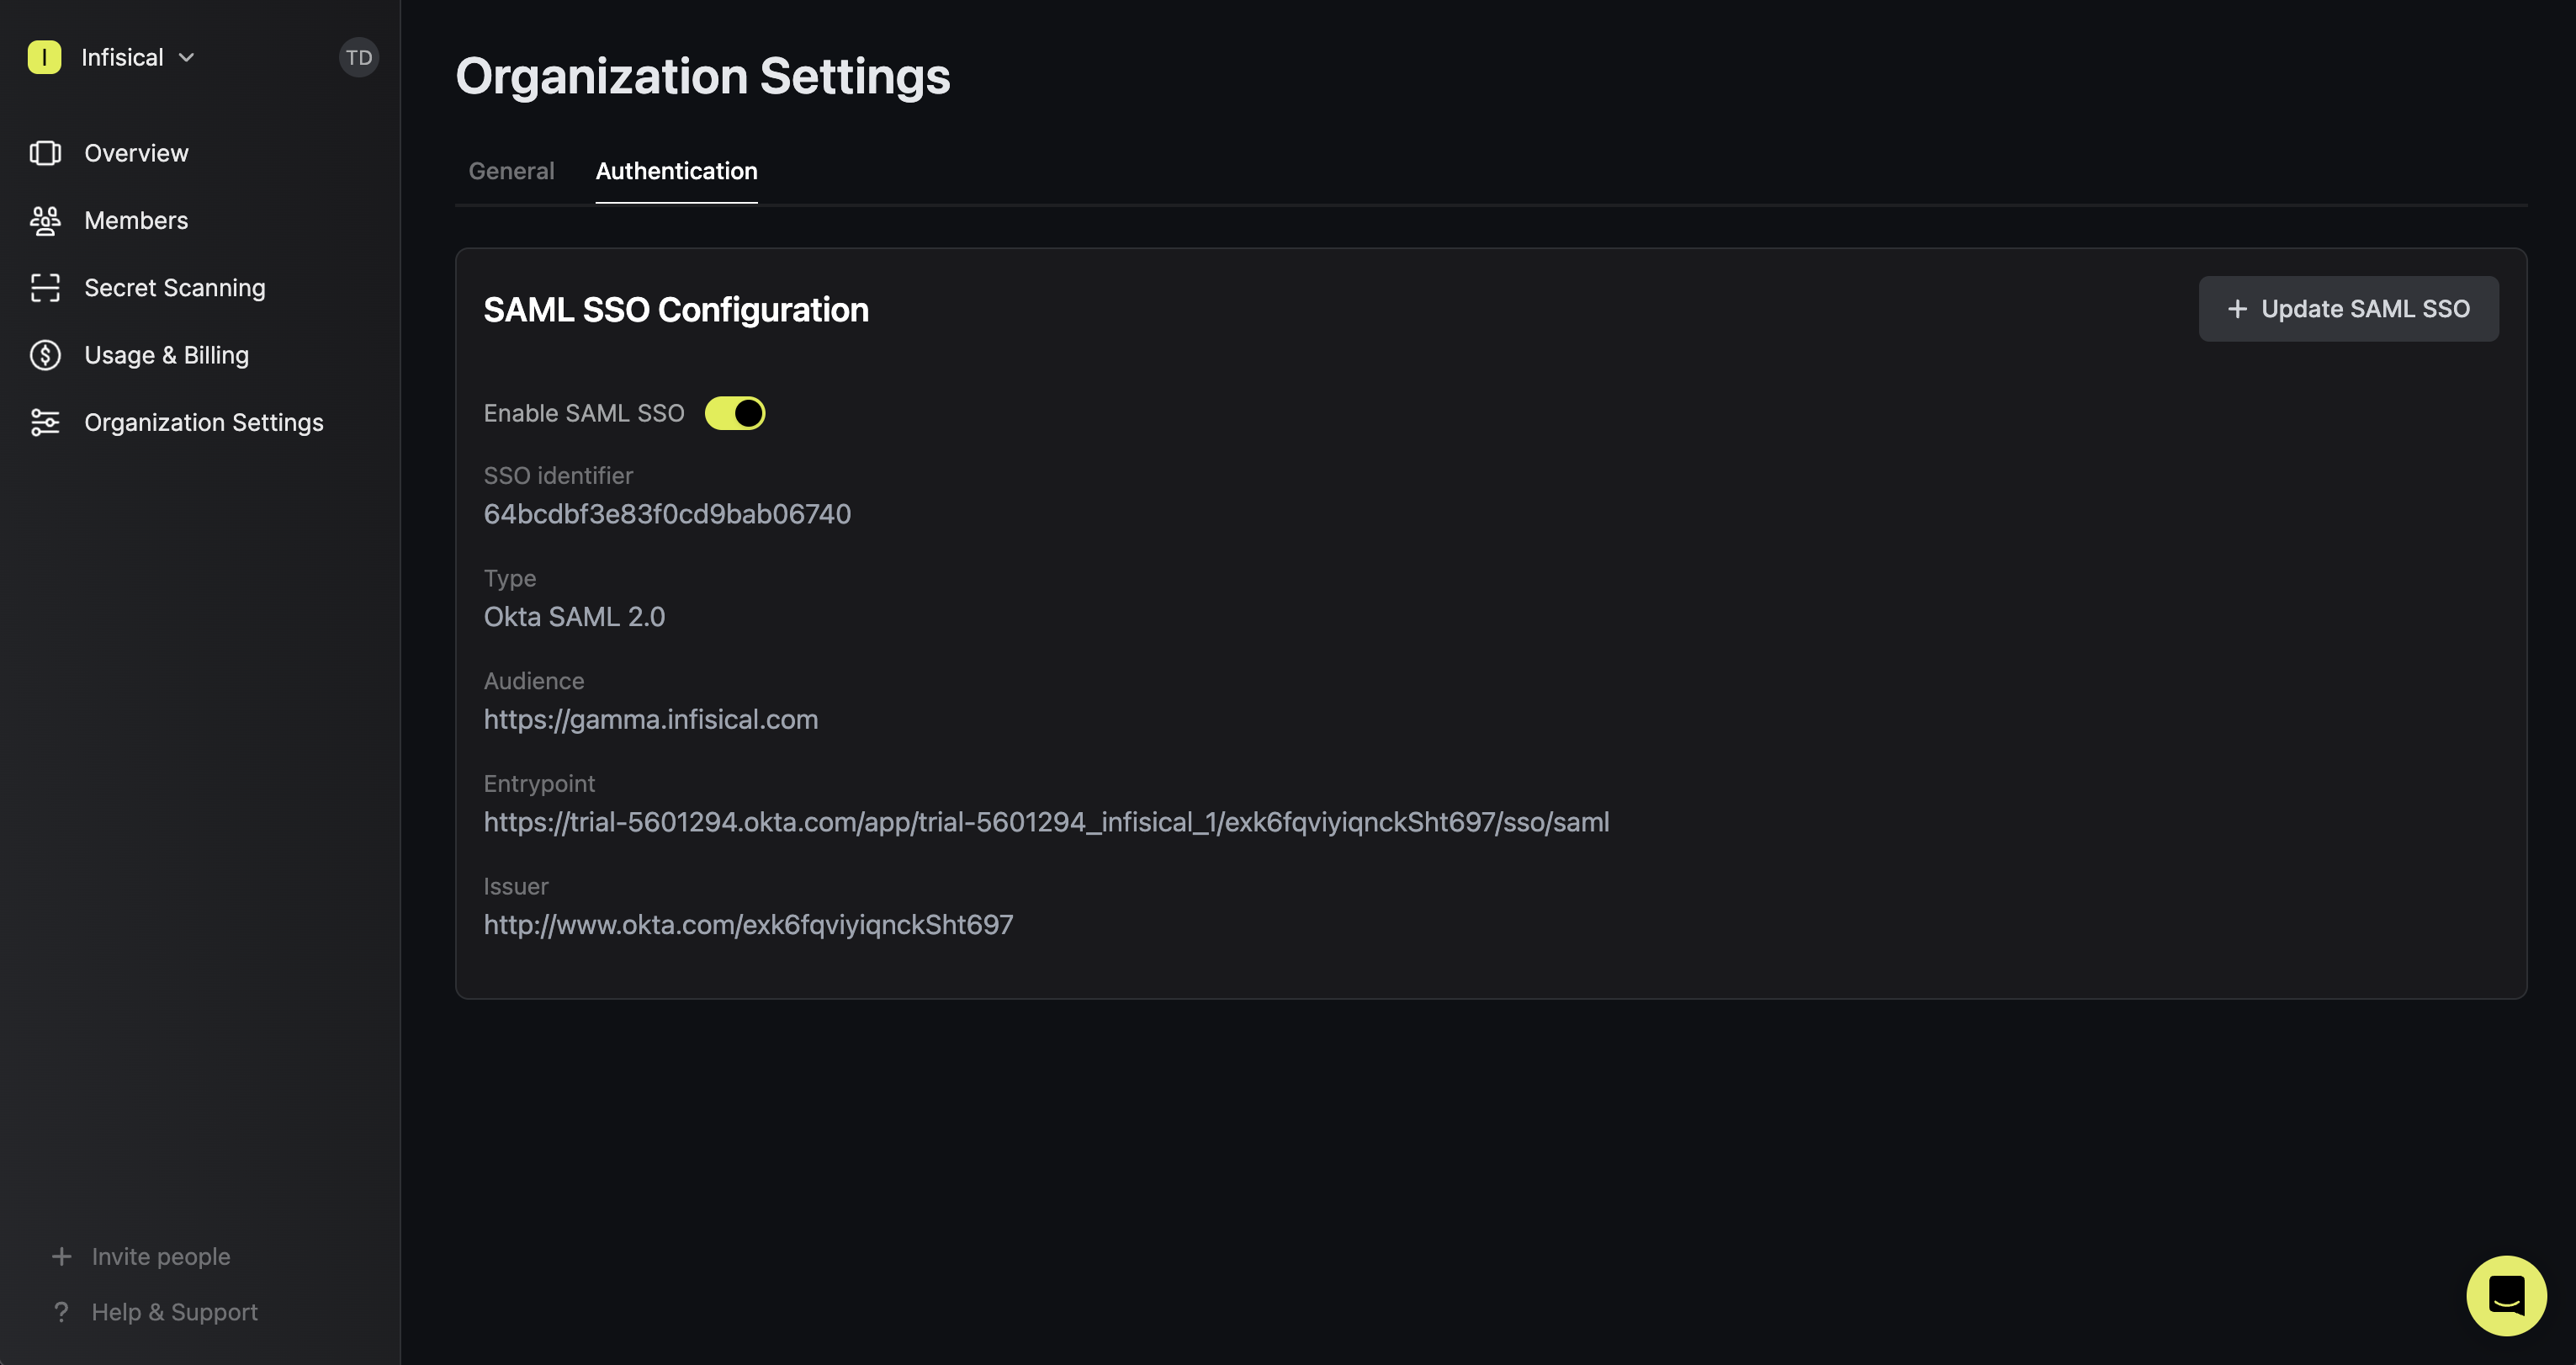 I
Infisical
TD
Overview
Members
Secret Scanning
Usage & Billing
Organization Settings
Invite people
? Help & Support
Organization Settings
General
Authentication
SAML SSO Configuration
+ Update SAML SSO
Enable SAML SSO
SSO identifier
64bcdbf3e83f0cd9bab06740
Type
Okta SAML 2.0
Audience
https://gamma.infisical.com
Entrypoint
https://trial-5601294.okta.com/app/trial-5601294_infisical_1/exk6fqviyiqnckSht697/sso/saml
Issuer
http://www.okta.com/exk6fqviyiqnckSht697